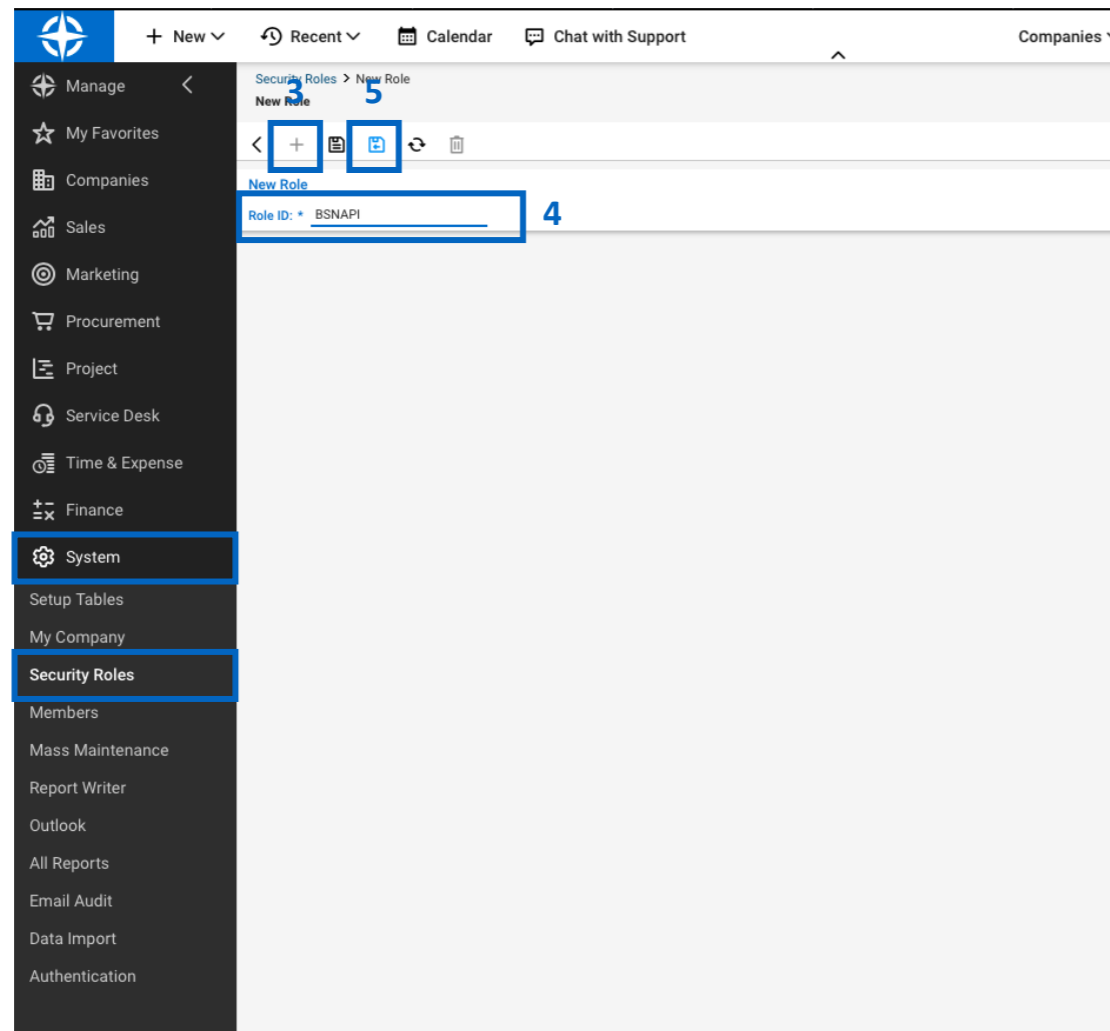 New Recent Calendar Chat with Support Companies
Manage
Security Roles > New Role
3 5
New Role
My Favorites
Companies
New Role
Role ID: * BSNAPI
4
Sales
Marketing
Procurement
Project
Service Desk
Time & Expense
Finance
System
Setup Tables
My Company
Security Roles
Members
Mass Maintenance
Report Writer
Outlook
All Reports
Email Audit
Data Import
Authentication